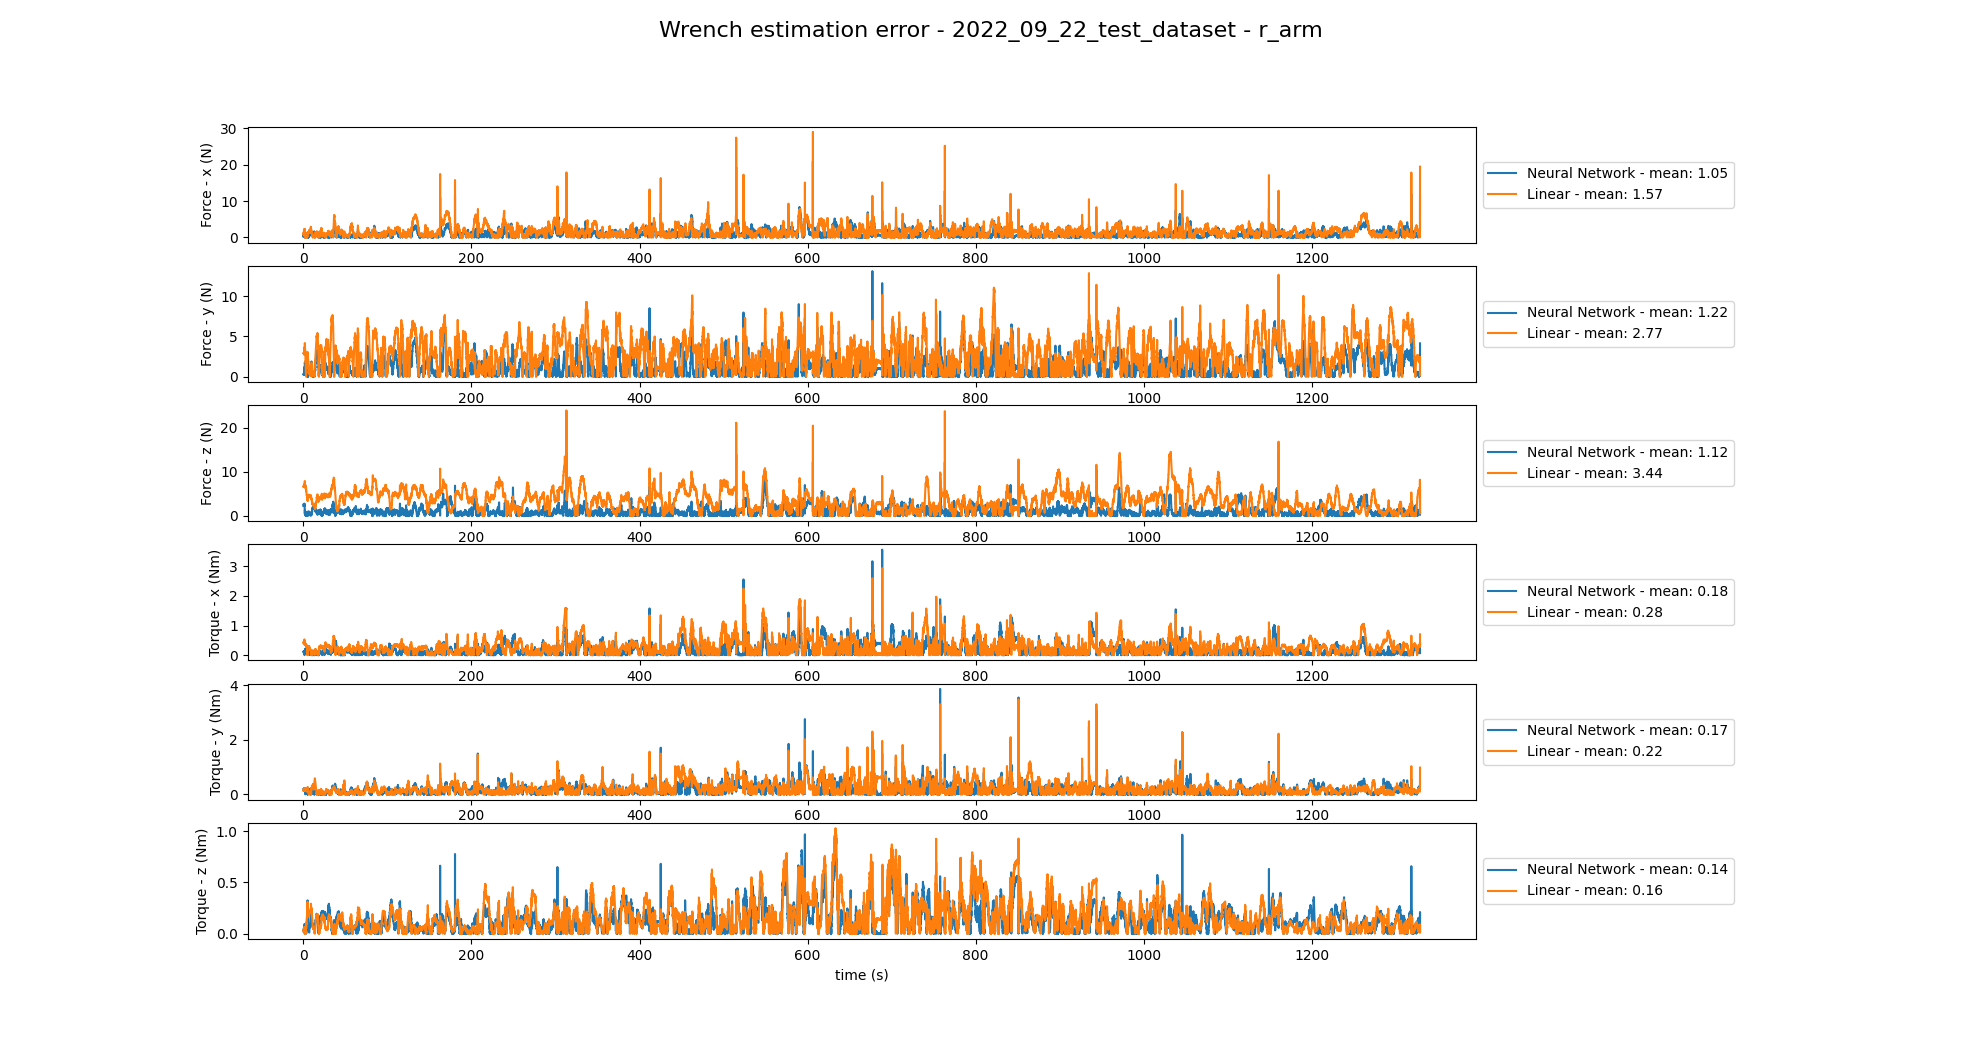 Wrench estimation error - 2022_09_22_test_dataset - r_arm
Force - x (N)
30
20
10
0
0 200 400 600 800 1000 1200
Neural Network - mean: 1.05
Linear - mean: 1.57
Force - y (N)
10
5
0
0 200 400 600 800 1000 1200
Neural Network - mean: 1.22
Linear - mean: 2.77
Force - z (N)
20
10
0
0 200 400 600 800 1000 1200
Neural Network - mean: 1.12
Linear - mean: 3.44
Torque - x (Nm)
3
2
1
0
0 200 400 600 800 1000 1200
Neural Network - mean: 0.18
Linear - mean: 0.28
Torque - y (Nm)
4
2
0
0 200 400 600 800 1000 1200
Neural Network - mean: 0.17
Linear - mean: 0.22
Torque - z (Nm)
1.0
0.5
0.0
0 200 400 600 800 1000 1200
Neural Network - mean: 0.14
Linear - mean: 0.16
time (s)